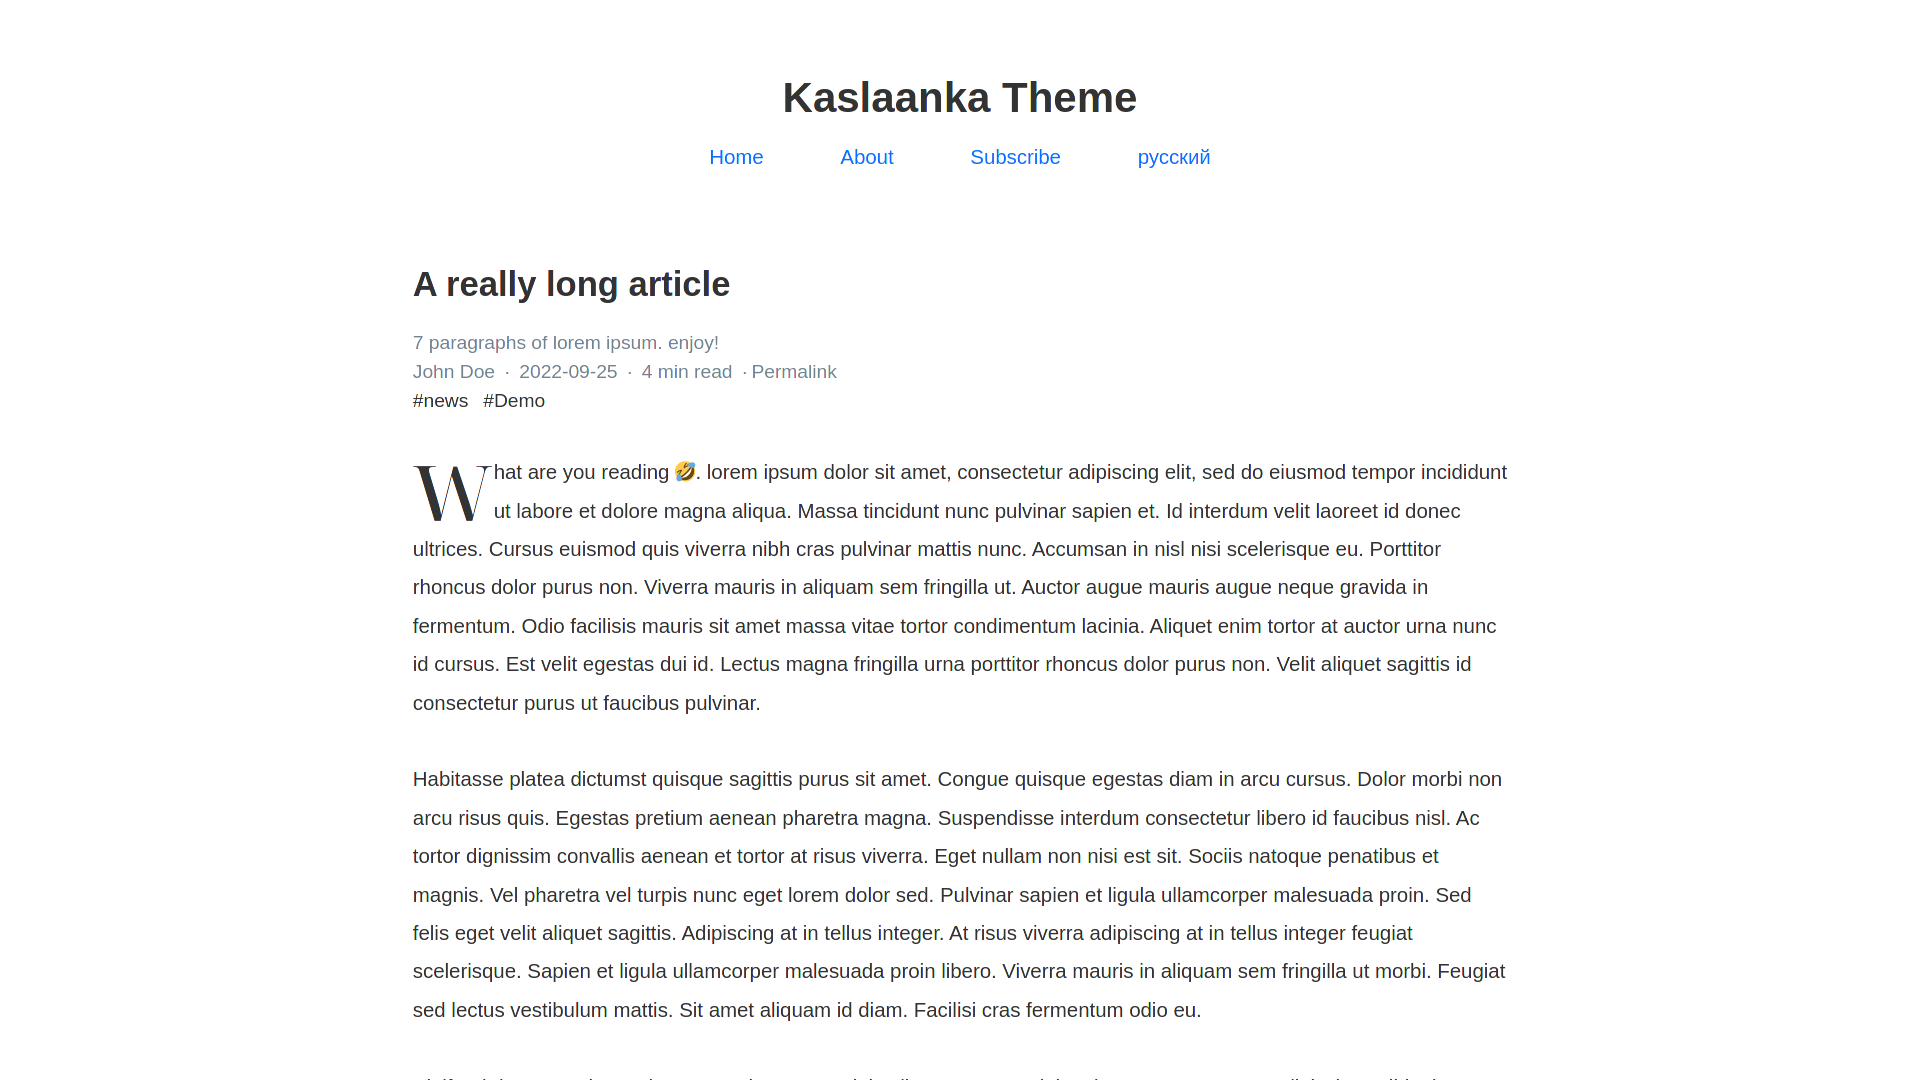 Kaslaanka Theme
Home About Subscribe русский
A really long article
7 paragraphs of lorem ipsum. enjoy!
John Doe · 2022-09-25 · 4 min read · Permalink
#news #Demo
What are you reading 🤣. lorem ipsum dolor sit amet, consectetur adipiscing elit, sed do eiusmod tempor incididunt
ut labore et dolore magna aliqua. Massa tincidunt nunc pulvinar sapien et. Id interdum velit laoreet id donec
ultrices. Cursus euismod quis viverra nibh cras pulvinar mattis nunc. Accumsan in nisl nisi scelerisque eu. Porttitor
rhoncus dolor purus non. Viverra mauris in aliquam sem fringilla ut. Auctor augue mauris augue neque gravida in
fermentum. Odio facilisis mauris sit amet massa vitae tortor condimentum lacinia. Aliquet enim tortor at auctor urna nunc
id cursus. Est velit egestas dui id. Lectus magna fringilla urna porttitor rhoncus dolor purus non. Velit aliquet sagittis id
consectetur purus ut faucibus pulvinar.
Habitasse platea dictumst quisque sagittis purus sit amet. Congue quisque egestas diam in arcu cursus. Dolor morbi non
arcu risus quis. Egestas pretium aenean pharetra magna. Suspendisse interdum consectetur libero id faucibus nisl. Ac
tortor dignissim convallis aenean et tortor at risus viverra. Eget nullam non nisi est sit. Sociis natoque penatibus et
magnis. Vel pharetra vel turpis nunc eget lorem dolor sed. Pulvinar sapien et ligula ullamcorper malesuada proin. Sed
felis eget velit aliquet sagittis. Adipiscing at in tellus integer. At risus viverra adipiscing at in tellus integer feugiat
scelerisque. Sapien et ligula ullamcorper malesuada proin libero. Viverra mauris in aliquam sem fringilla ut morbi. Feugiat
sed lectus vestibulum mattis. Sit amet aliquam id diam. Facilisi cras fermentum odio eu.